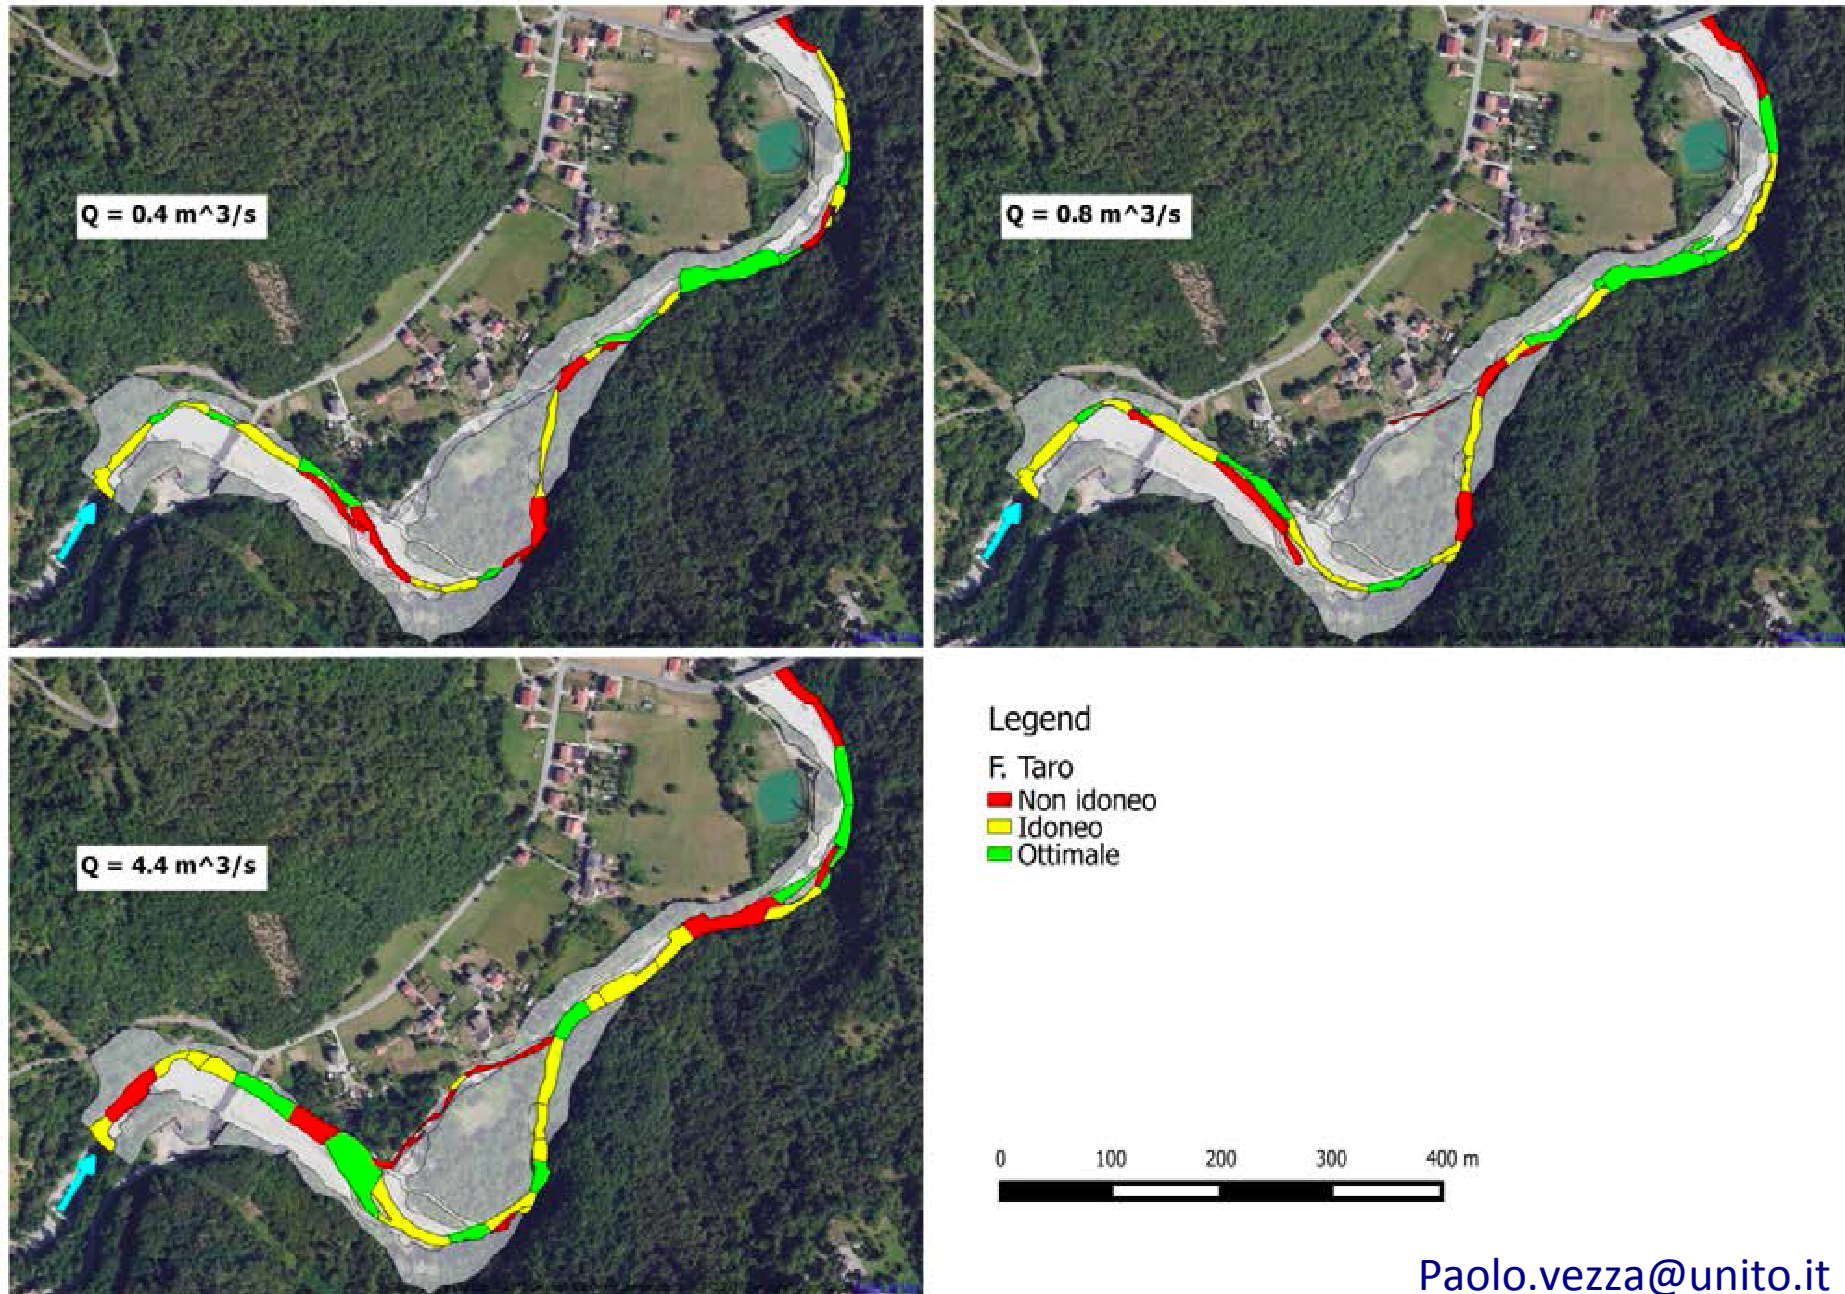 Q = 0.4 m^3/s
Q = 0.8 m^3/s
Q = 4.4 m^3/s
Legend
F. Taro
Non idoneo
Idoneo
Ottimale
0 100 200 300 400 m
Paolo.vezza@unito.it